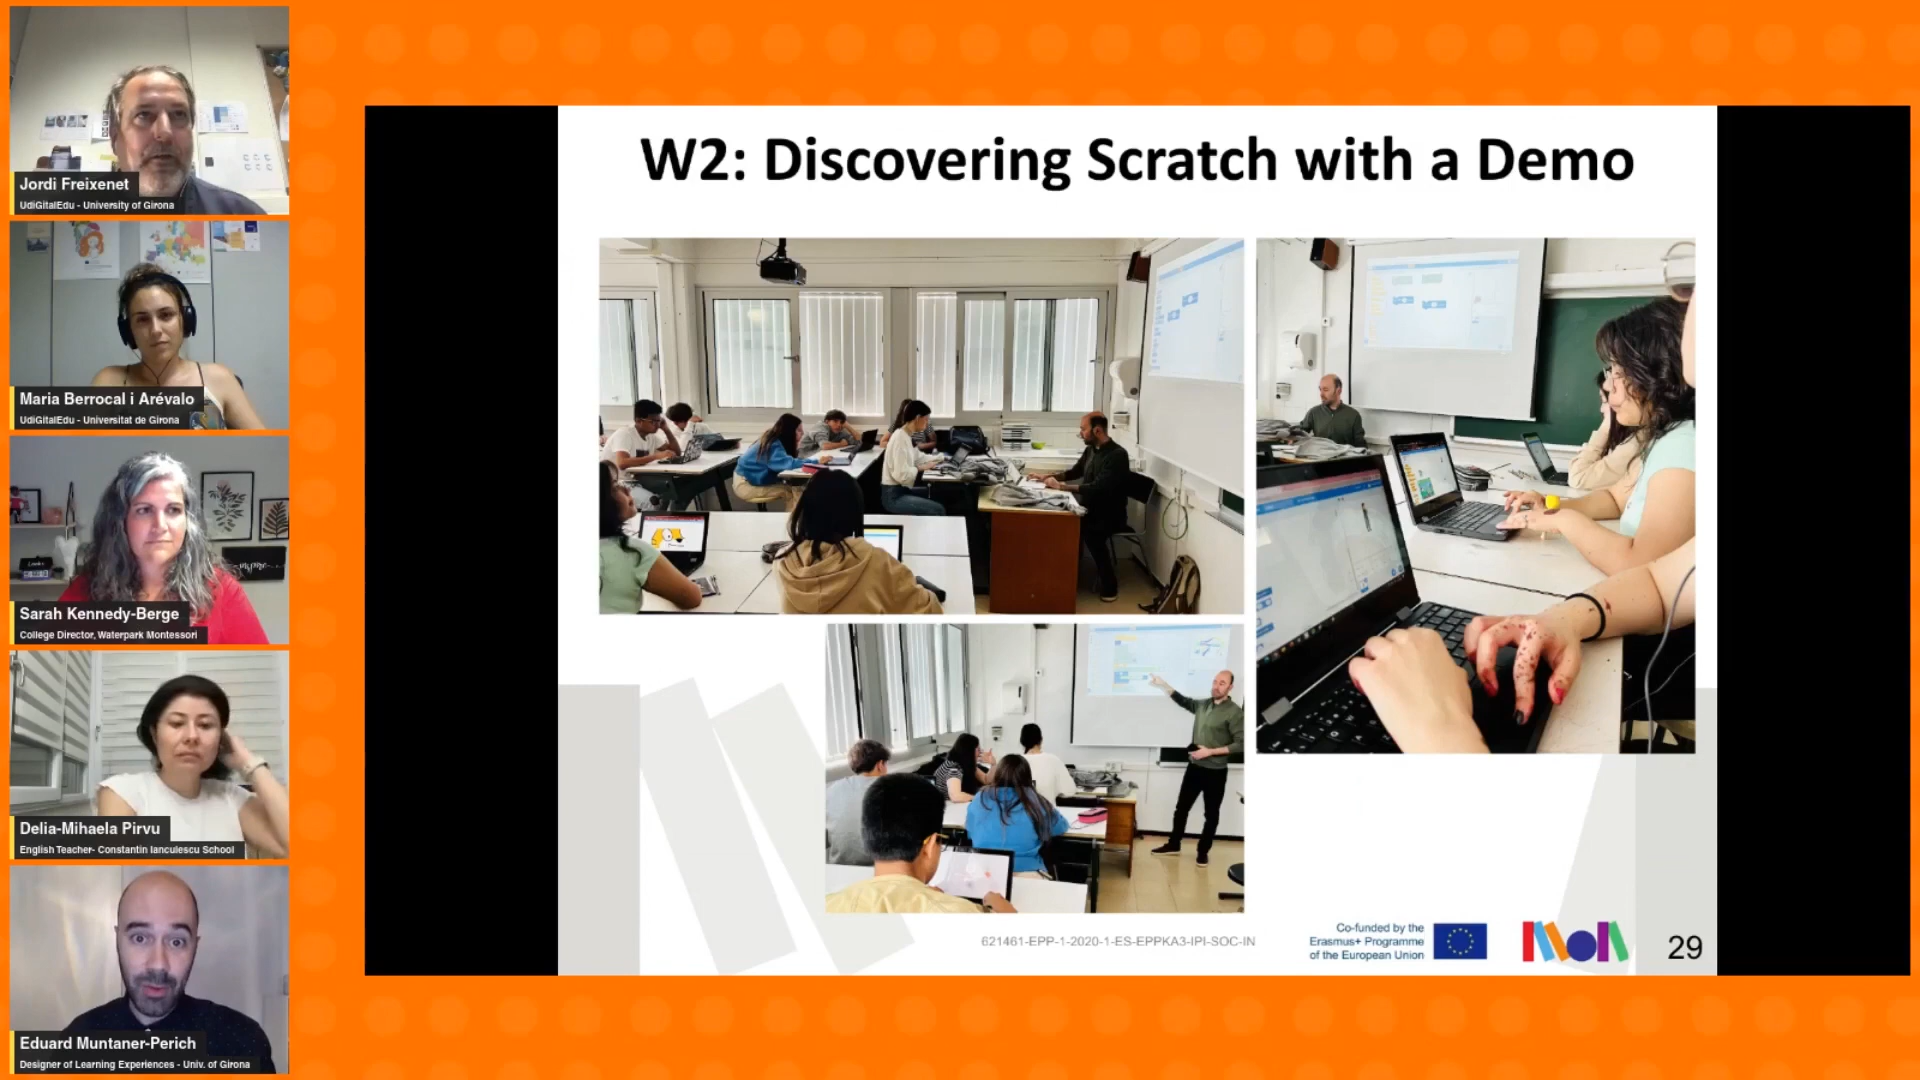 Jordi Freixenet
UdiGitalEdu - University of Girona
Maria Berrocal i Arévalo
UdiGitalEdu - Universitat de Girona
Sarah Kennedy-Berge
College Director, Waterpark Montessori
Delia-Mihaela Pirvu
English Teacher- Constantin Ianculescu School
Eduard Muntaner-Perich
Designer of Learning Experiences - Univ. of Girona
W2: Discovering Scratch with a Demo
621461-EPP-1-2020-1-ES-EPPKA3-IPI-SOC-IN
Co-funded by the
Erasmus+ Programme
of the European Union
29